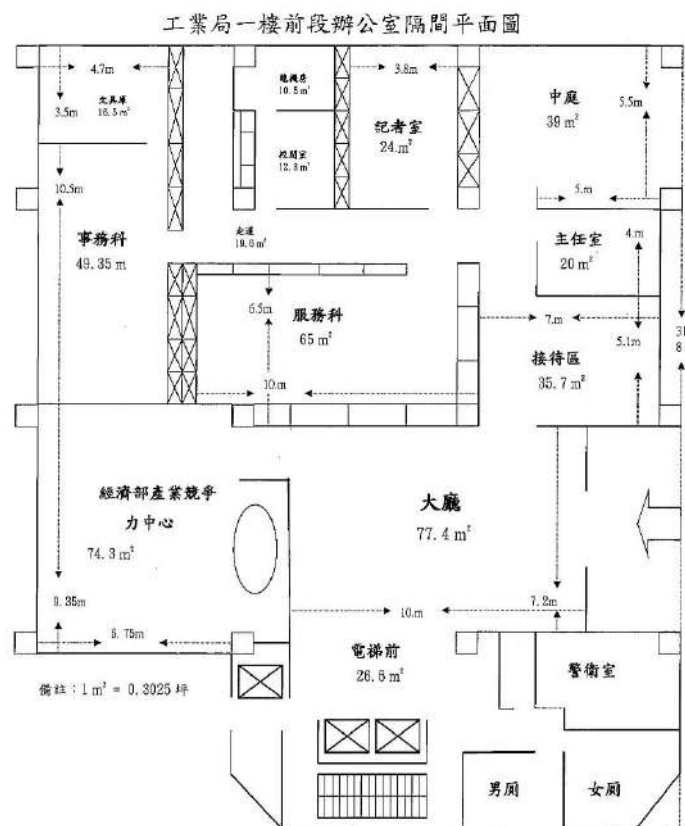 工業局一樓前段辦公室隔間平面圖
4.7m
文具庫
16.5 m²
3.5m
電機房
10.5 m²
3.8m
記者室
24 m²
中庭
39 m²
5.5m
12.3 m²
10.5m
事務科
49.35 m
走道
19.6 m²
5.m
主任室
20 m²
4.m
6.5m
服務科
65 m²
10.m
7.m
5.1m
接待區
35.7 m²
31
8
經濟部產業競爭
力中心
74.3 m²
大廳
77.4 m²
9.35m
6.75m
10.m
7.2m
電梯前
26.6 m²
警衛室
備註：1 m² = 0.3025 坪
男廁
女廁